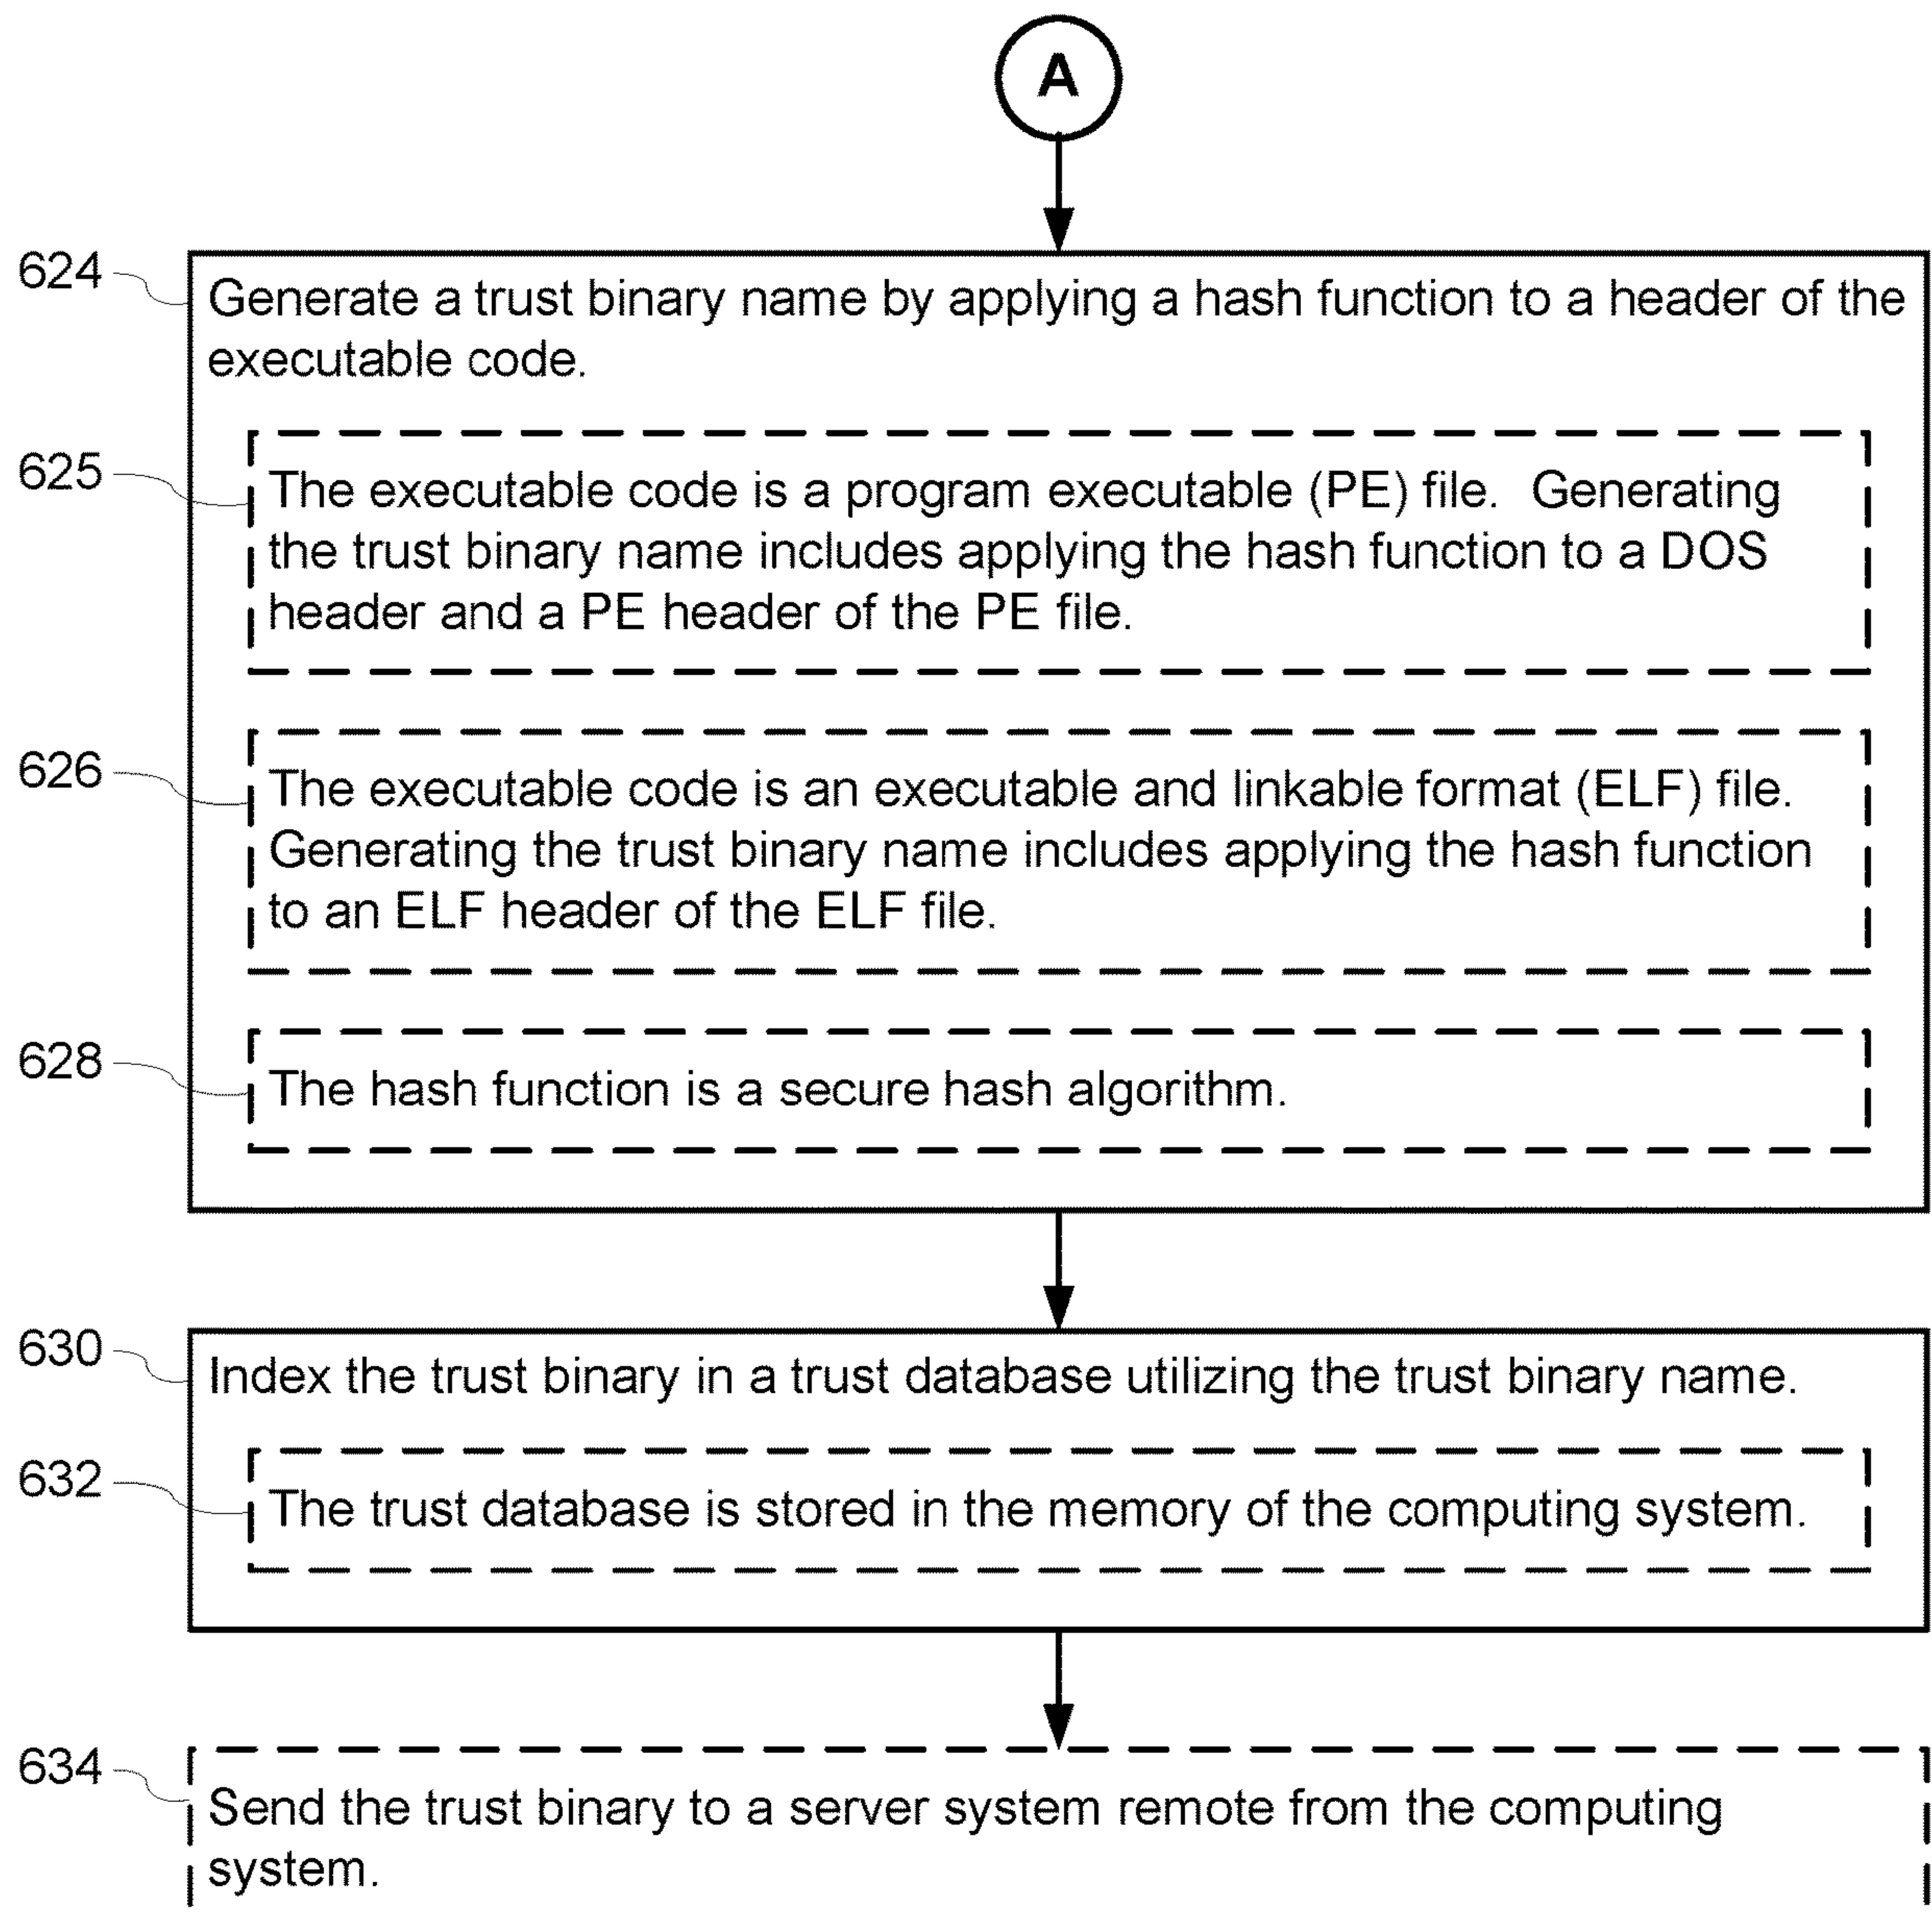 A
624
Generate a trust binary name by applying a hash function to a header of the
executable code.
625
The executable code is a program executable (PE) file.  Generating
the trust binary name includes applying the hash function to a DOS
header and a PE header of the PE file.
626
The executable code is an executable and linkable format (ELF) file.
Generating the trust binary name includes applying the hash function
to an ELF header of the ELF file.
628
The hash function is a secure hash algorithm.
630
Index the trust binary in a trust database utilizing the trust binary name.
632
The trust database is stored in the memory of the computing system.
634
Send the trust binary to a server system remote from the computing
system.